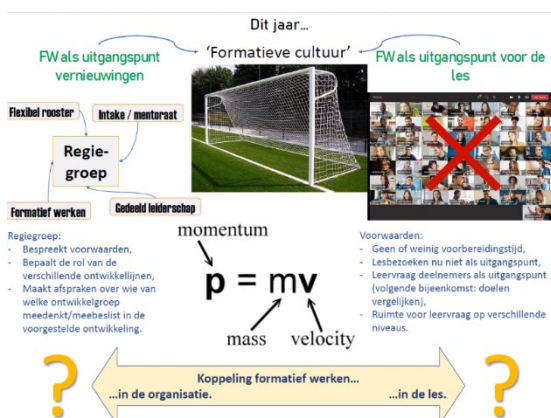 Dit jaar...
'Formatieve cultuur'
FW als uitgangspunt
vernieuwingen
FW als uitgangspunt voor de
les
Flexibel rooster
Intake / mentoraat
Regie-
groep
Formatief werken
Gedeeld leiderschap
Regiegroep:
- Bespreekt voorwaarden,
- Bepaalt de rol van de
verschillende ontwikkellijnen,
- Maakt afspraken over wie van
welke ontwikkelgroep
meedenkt/meebeslist in de
voorgestelde ontwikkeling.
momentum
p = mv
mass
velocity
Voorwaarden:
- Geen of weinig voorbereidingstijd,
- Lesbezoeken nu niet als uitgangspunt,
- Leervraag deelnemers als uitgangspunt
(volgende bijeenkomst: doelen
vergelijken),
- Ruimte voor leervraag op verschillende
niveaus.
?
Koppeling formatief werken...
...in de organisatie.
...in de les.
?